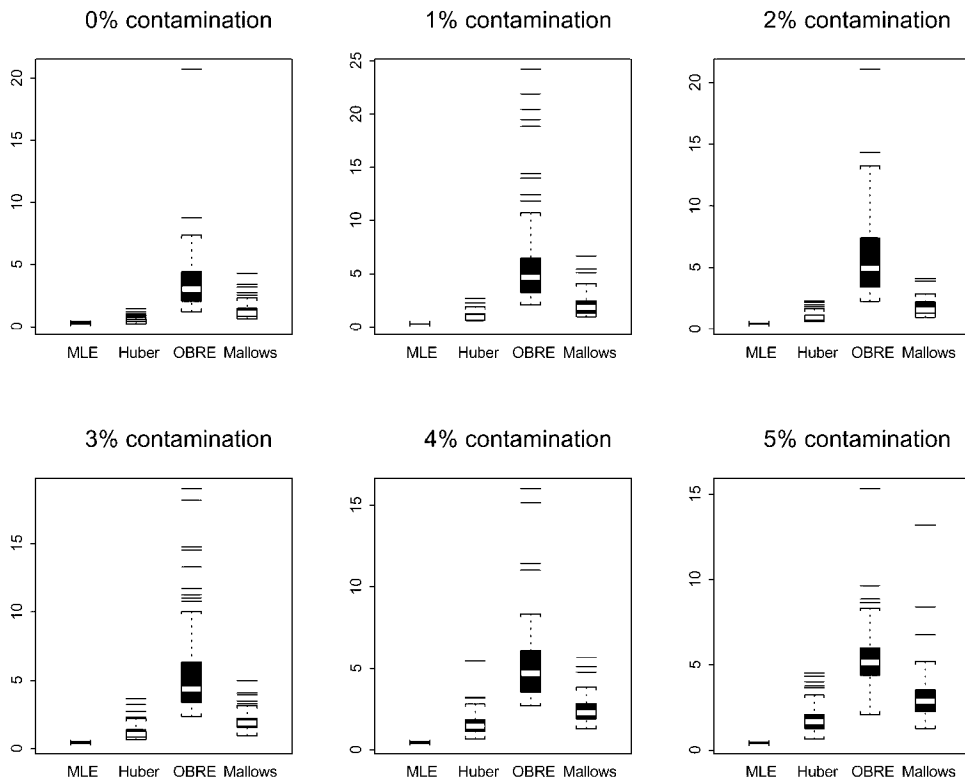 0% contamination
1% contamination
2% contamination
20
15
10
5
0
25
20
15
10
5
0
20
15
10
5
0
MLE Huber OBRE Mallows
MLE Huber OBRE Mallows
MLE Huber OBRE Mallows
3% contamination
4% contamination
5% contamination
15
10
5
0
15
10
5
0
15
10
5
0
MLE Huber OBRE Mallows
MLE Huber OBRE Mallows
MLE Huber OBRE Mallows